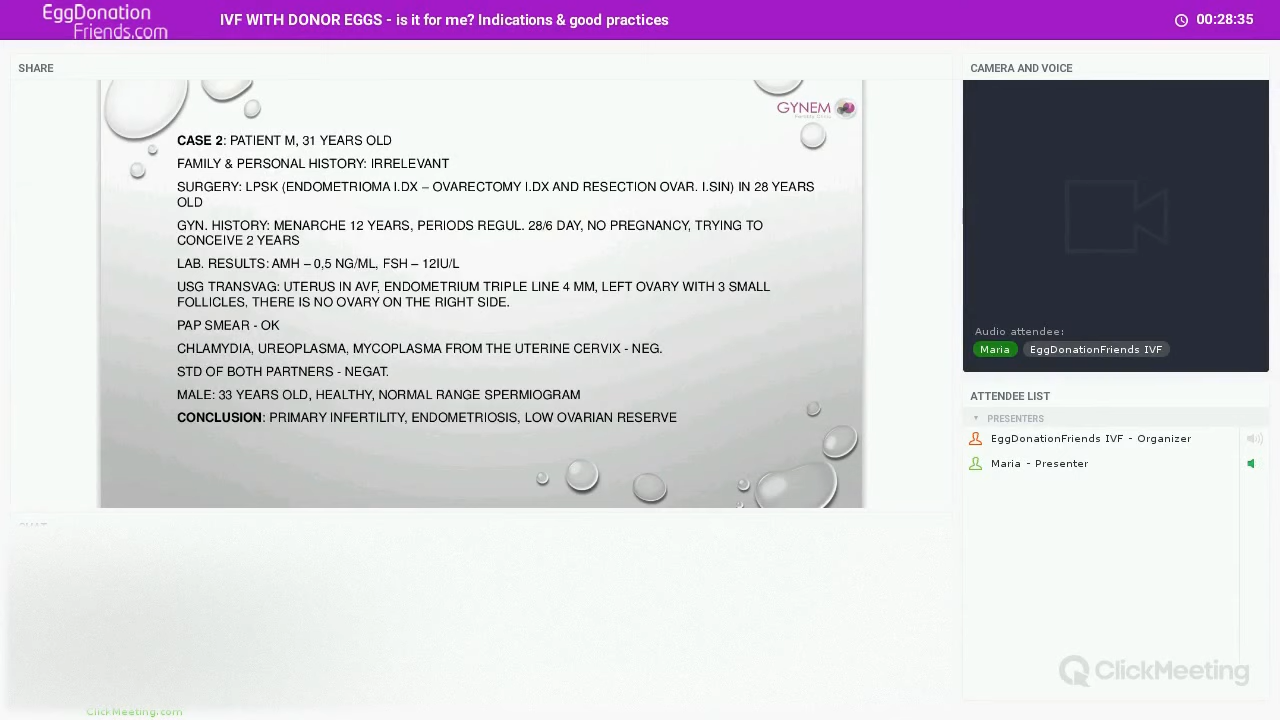 EggDonation
Friends.com
IVF WITH DONOR EGGS - is it for me? Indications & good practices
00:28:35
SHARE
GYNEM
CASE 2: PATIENT M, 31 YEARS OLD
FAMILY & PERSONAL HISTORY: IRRELEVANT
SURGERY: LPSK (ENDOMETRIOMA I.DX – OVARECTOMY I.DX AND RESECTION OVAR. I.SIN) IN 28 YEARS
OLD
GYN. HISTORY: MENARCHE 12 YEARS, PERIODS REGUL. 28/6 DAY, NO PREGNANCY, TRYING TO
CONCEIVE 2 YEARS
LAB. RESULTS: AMH – 0,5 NG/ML, FSH – 12IU/L
USG TRANSVAG: UTERUS IN AVF, ENDOMETRIUM TRIPLE LINE 4 MM, LEFT OVARY WITH 3 SMALL
FOLLICLES, THERE IS NO OVARY ON THE RIGHT SIDE.
PAP SMEAR - OK
CHLAMYDIA, UREOPLASMA, MYCOPLASMA FROM THE UTERINE CERVIX - NEG.
STD OF BOTH PARTNERS - NEGAT.
MALE: 33 YEARS OLD, HEALTHY, NORMAL RANGE SPERMIOGRAM
CONCLUSION: PRIMARY INFERTILITY, ENDOMETRIOSIS, LOW OVARIAN RESERVE
CAMERA AND VOICE
Audio attendee:
Maria
EggDonationFriends IVF
ATTENDEE LIST
PRESENTERS
EggDonationFriends IVF - Organizer
Maria - Presenter
ClickMeeting
ClickMeeting.com